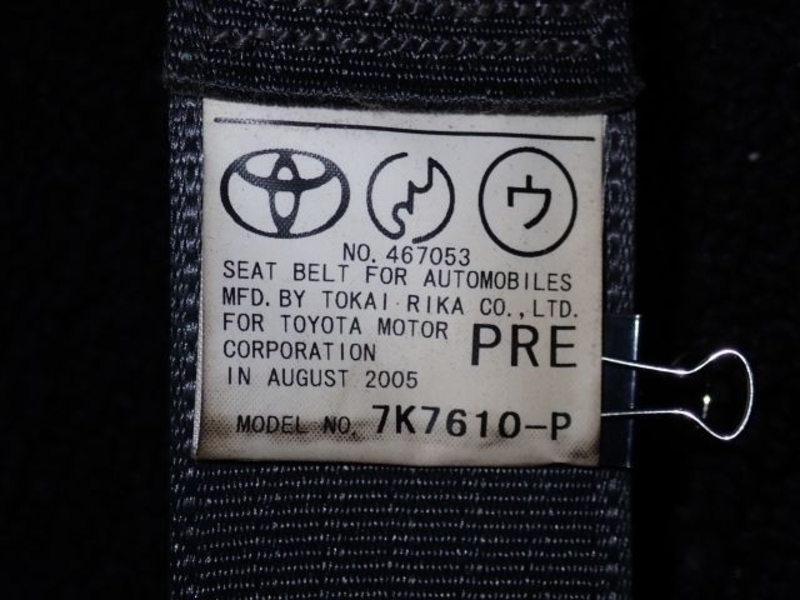 ウ
NO. 467053
SEAT BELT FOR AUTOMOBILES
MFD. BY TOKAI RIKA CO., LTD.
FOR TOYOTA MOTOR
PRE
CORPORATION
IN AUGUST 2005
MODEL NO. 7K7610-P